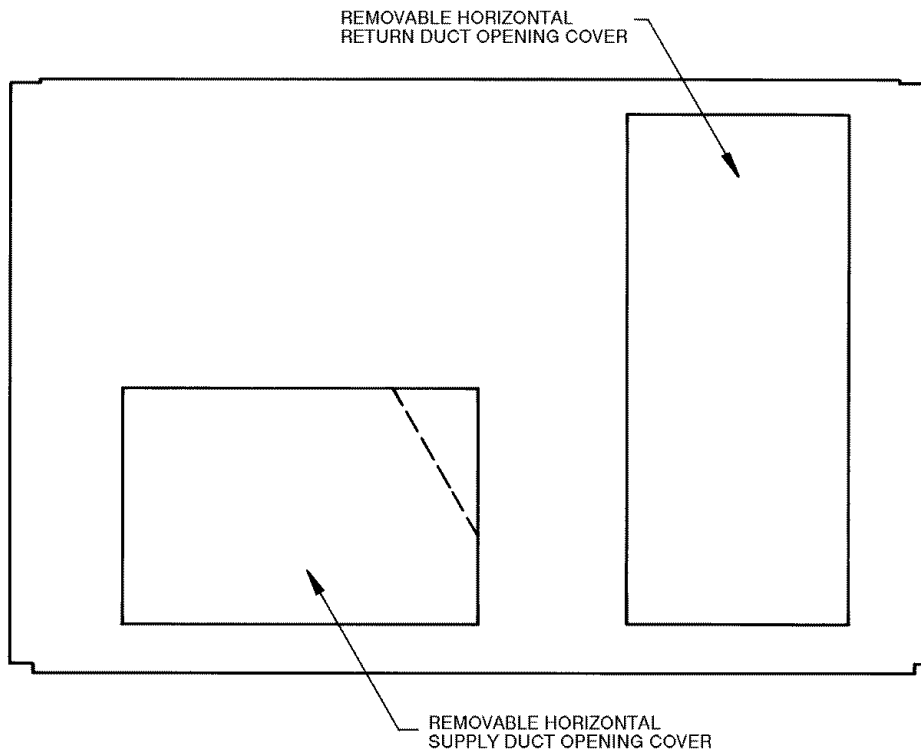 REMOVABLE HORIZONTAL
RETURN DUCT OPENING COVER
REMOVABLE HORIZONTAL
SUPPLY DUCT OPENING COVER